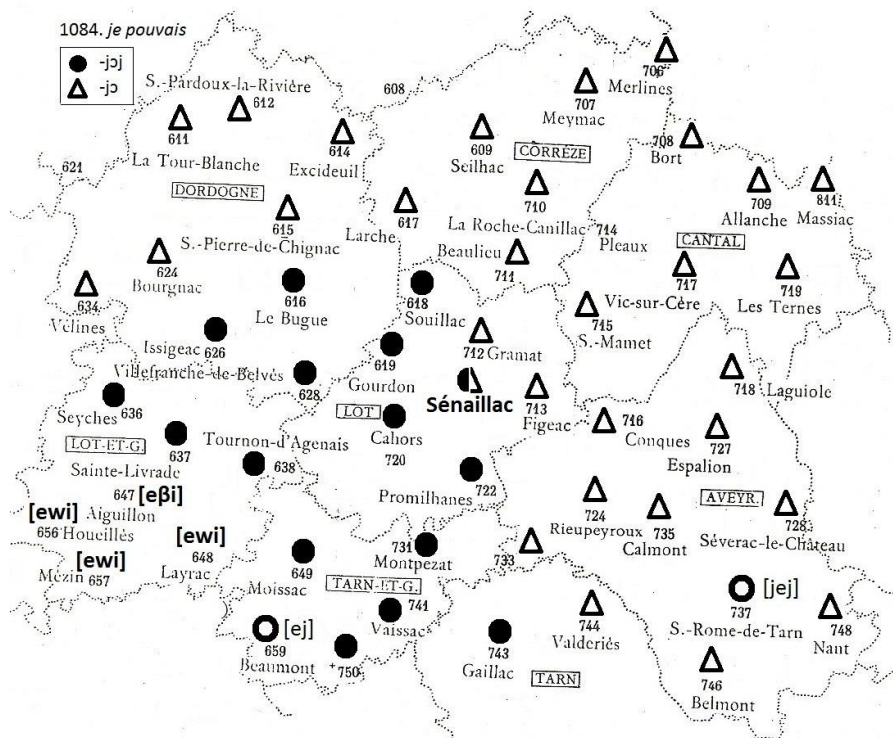 1084. je pouvais
-jɔj
-jɔ
S.-Pardoux-la-Rivière
612
611
La Tour-Blanche
614
Excideuil
608
609
Seilhac
CORRÈZE
707
Meymac
706
Merlines
708
Bort
621
DORDOGNE
615
S.-Pierre-de-Chignac
617
Larche
710
La Roche-Canillac
714
Pleaux
709
Allanche
811
Massiac
CANTAL
624
Bourgnac
634
Vélines
616
Le Bugue
618
Souillac
Beaulieu
711
717
Vic-sur-Cère
719
Les Ternes
715
S.-Mamet
Issigeac
626
Villefranche-de-Belvès
628
619
Gourdon
712
Gramat
Sénaillac
713
Figeac
718
Laguiole
Seyches
636
LOT
Cahors
720
716
Conques
727
Espalion
LOT-ET-G.
637
Sainte-Livrade
Tournon-d'Agenais
638
Promilhanes
722
647
[eβi]
Aiguillon
[ewi]
656
Houeillès
[ewi]
Mézin
657
[ewi]
648
Layrac
649
Moissac
731
Montpezat
TARN-ET-G.
733
724
Rieupeyroux
735
Calmont
AVEYR.
728
Séverac-le-Château
741
Vaissac
[ej]
659
Beaumont
+750
743
Gaillac
TARN
744
Valderiés
737
[jej]
S.-Rome-de-Tarn
748
Nant
746
Belmont